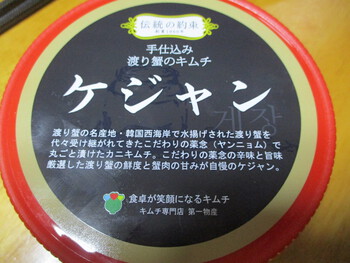 伝統の約束
手仕込み
渡り蟹のキムチ
ケジャン
게장
渡り蟹の名産地・韓国西海岸で水揚げされた渡り蟹を
代々受け継がれてきたこだわりの薬念（ヤンニョム）で
丸ごと漬けたカニキムチ。こだわりの薬念の辛味と旨味
厳選した渡り蟹の鮮度と蟹肉の甘みが自慢のケジャン。
食卓が笑顔になるキムチ
キムチ専門店 第一物産